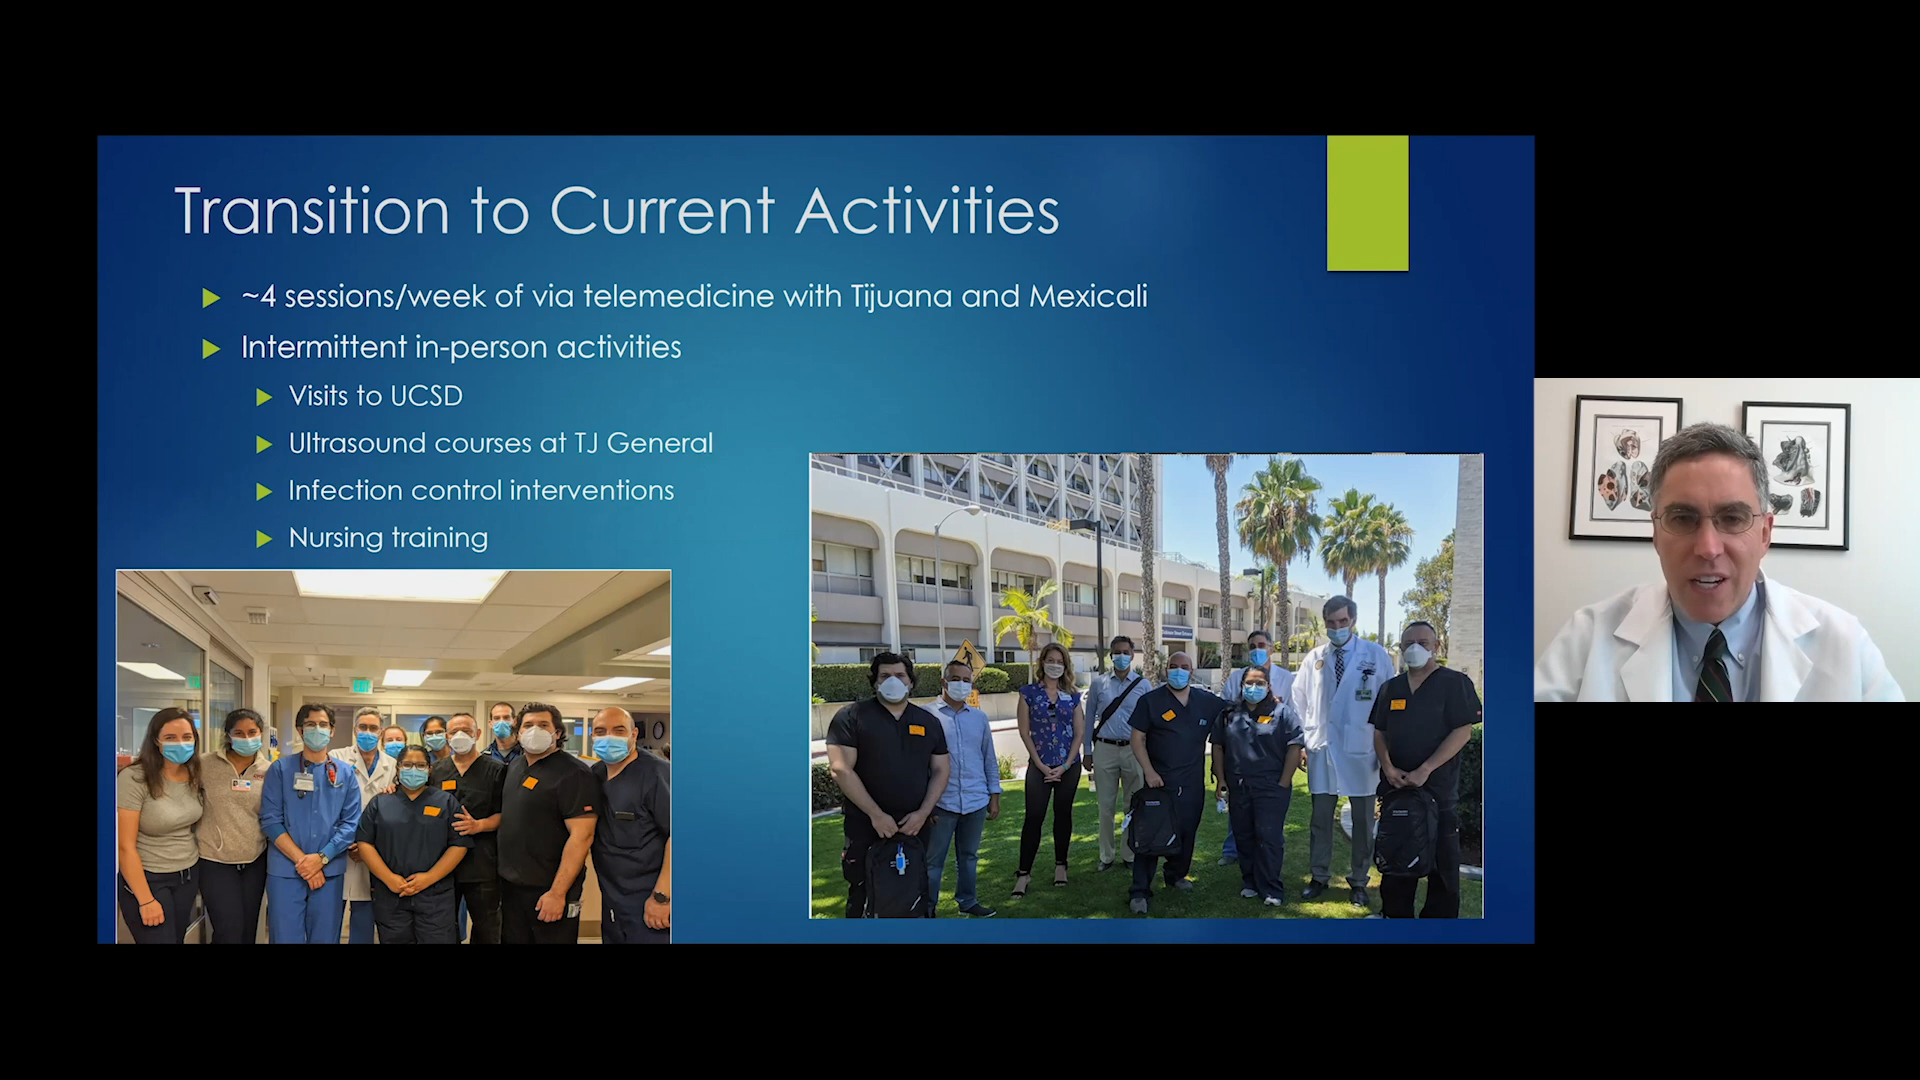 Transition to Current Activities
~4 sessions/week of via telemedicine with Tijuana and Mexicali
Intermittent in-person activities
Visits to UCSD
Ultrasound courses at TJ General
Infection control interventions
Nursing training